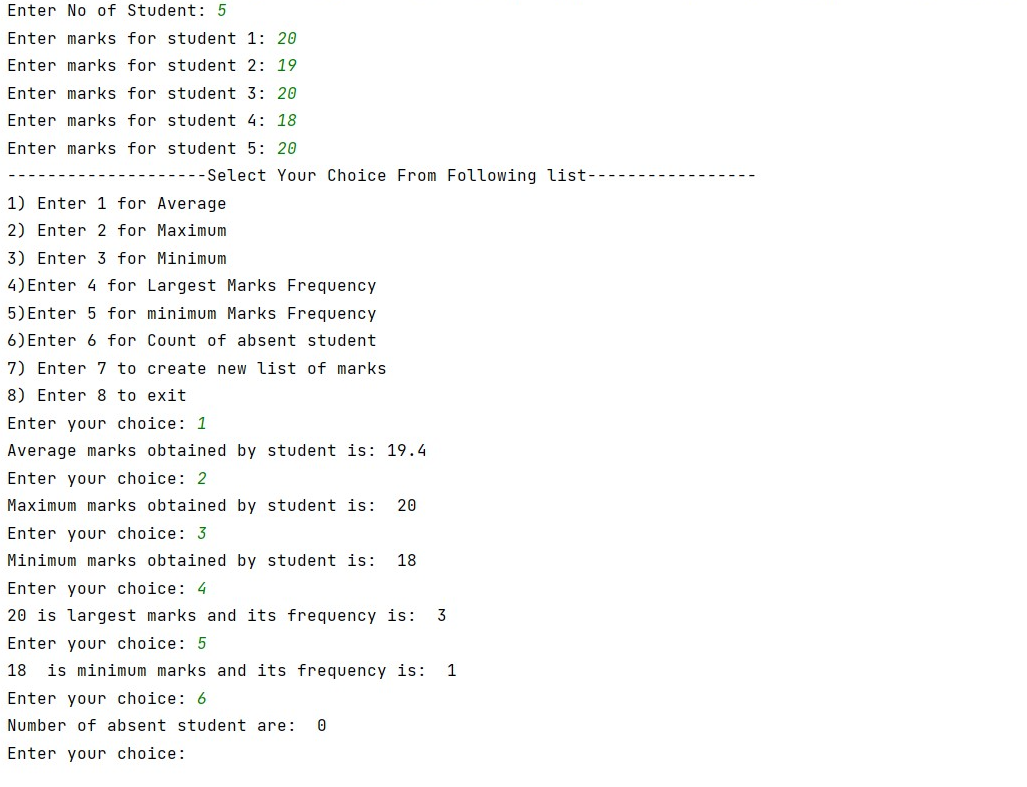 Enter No of Student: 5
Enter marks for student 1: 20
Enter marks for student 2: 19
Enter marks for student 3: 20
Enter marks for student 4: 18
Enter marks for student 5: 20
--------------------Select Your Choice From Following list-----------------
1) Enter 1 for Average
2) Enter 2 for Maximum
3) Enter 3 for Minimum
4)Enter 4 for Largest Marks Frequency
5)Enter 5 for minimum Marks Frequency
6)Enter 6 for Count of absent student
7) Enter 7 to create new list of marks
8) Enter 8 to exit
Enter your choice: 1
Average marks obtained by student is: 19.4
Enter your choice: 2
Maximum marks obtained by student is:  20
Enter your choice: 3
Minimum marks obtained by student is:  18
Enter your choice: 4
20 is largest marks and its frequency is:  3
Enter your choice: 5
18  is minimum marks and its frequency is:  1
Enter your choice: 6
Number of absent student are:  0
Enter your choice: